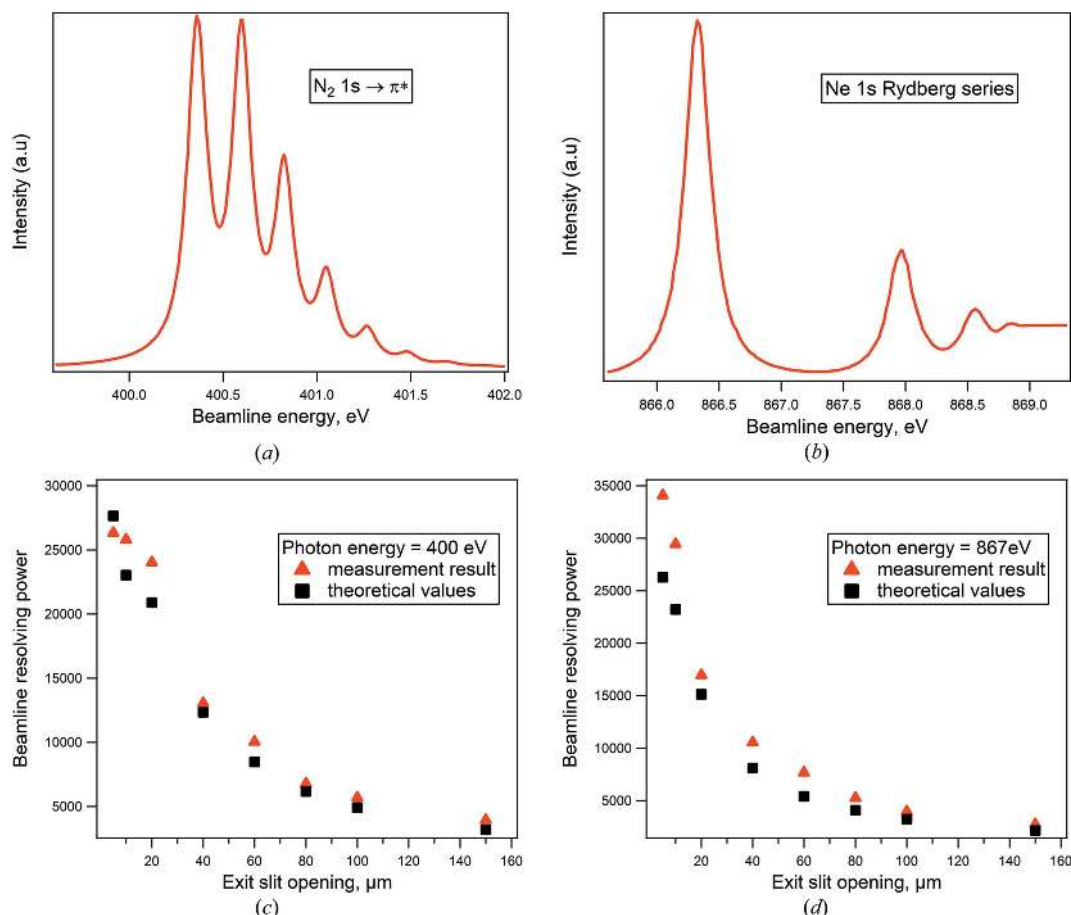 (a)
N2 1s → π*
Intensity (a.u)
400.0 400.5 401.0 401.5 402.0
Beamline energy, eV
(b)
Ne 1s Rydberg series
Intensity (a.u)
866.0 866.5 867.0 867.5 868.0 868.5 869.0
Beamline energy, eV
(c)
30000
25000
20000
15000
10000
5000
Beamline resolving power
Photon energy = 400 eV
measurement result
theoretical values
20 40 60 80 100 120 140 160
Exit slit opening, µm
(d)
35000
30000
25000
20000
15000
10000
5000
Beamline resolving power
Photon energy = 867eV
measurement result
theoretical values
20 40 60 80 100 120 140 160
Exit slit opening, µm